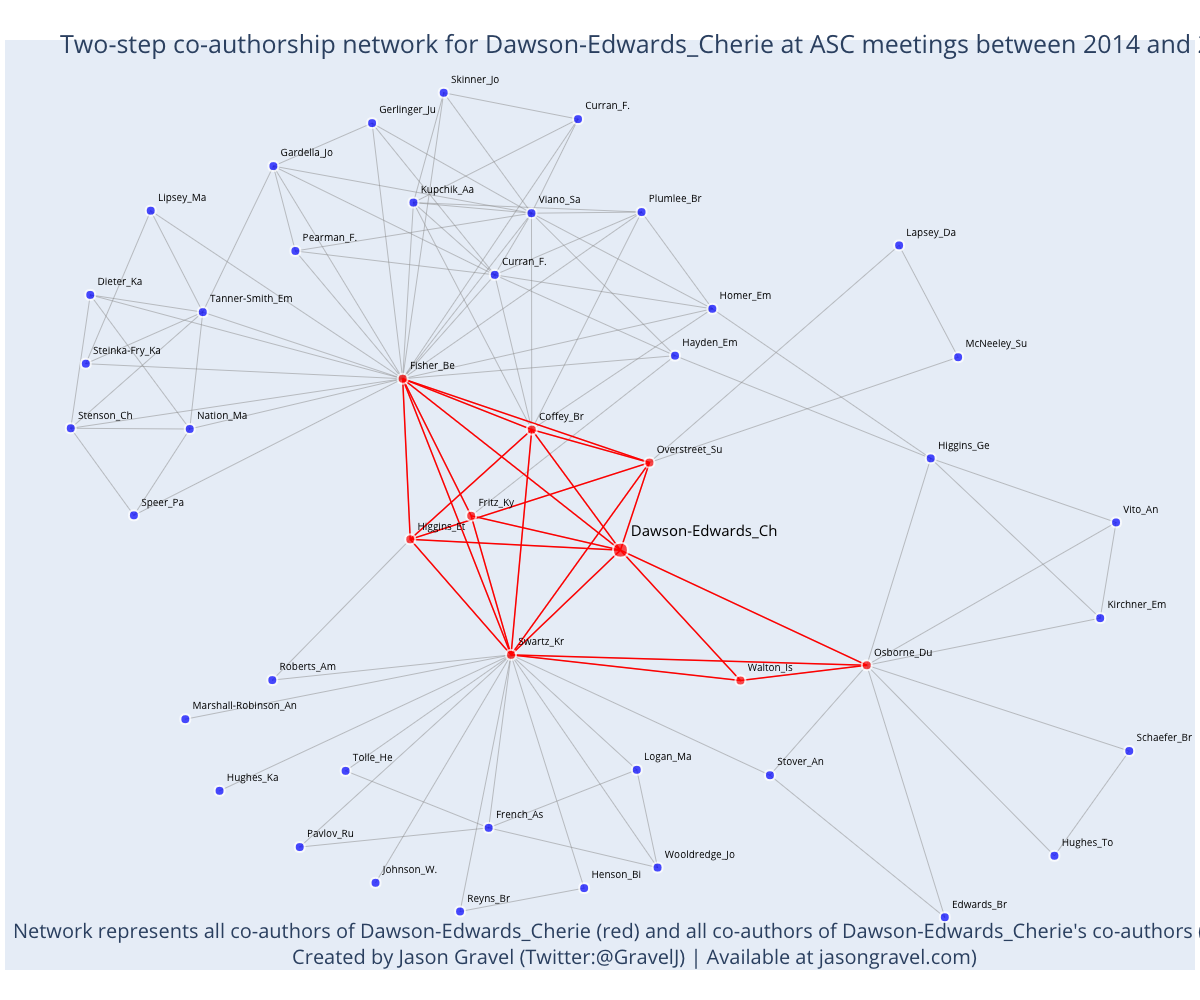 Two-step co-authorship network for Dawson-Edwards_Cherie at ASC meetings between 2014 and
Skinner_Jo
Curran_F.
Gerlinger_Ju
Gardella_Jo
Kupchik_Aa
Lipsey_Ma
Viano_Sa
Plumlee_Br
Lapsey_Da
Pearman_F.
Curran_F.
Dieter_Ka
Tanner-Smith_Em
Homer_Em
Hayden_Em
McNeeley_Su
Steinka-Fry_Ka
Fisher_Be
Stenson_Ch
Nation_Ma
Coffey_Br
Overstreet_Su
Higgins_Ge
Speer_Pa
Fritz_Ky
Vito_An
Higgins_Et
Dawson-Edwards_Ch
Kirchner_Em
Swartz_Kr
Osborne_Du
Roberts_Am
Walton_Is
Marshall-Robinson_An
Schaefer_Br
Tolle_He
Logan_Ma
Stover_An
Hughes_Ka
French_As
Pavlov_Ru
Hughes_To
Wooldredge_Jo
Johnson_W.
Henson_Bi
Reyns_Br
Edwards_Br
Network represents all co-authors of Dawson-Edwards_Cherie (red) and all co-authors of Dawson-Edwards_Cherie's co-authors
Created by Jason Gravel (Twitter:@GravelJ) | Available at jasongravel.com)